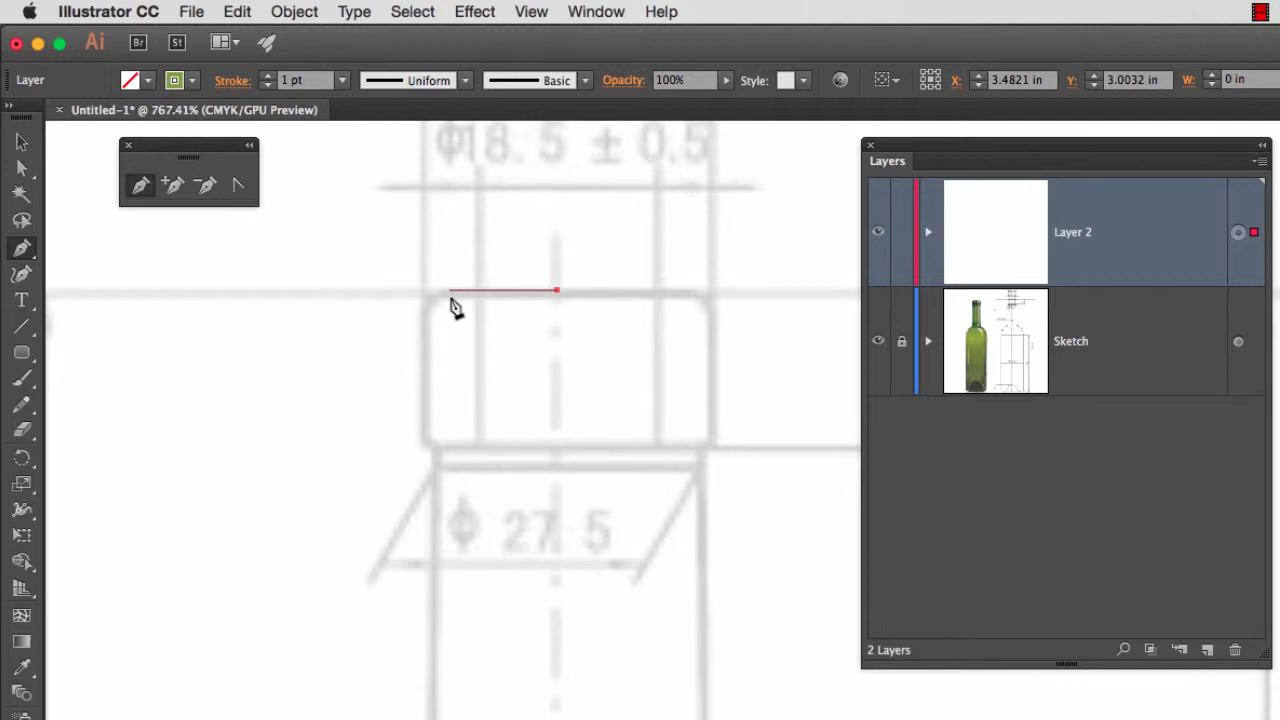 Illustrator CC File Edit Object Type Select Effect View Window Help
Ai Br St
Layer Stroke: 1 pt Uniform Basic Opacity: 100% Style: X: 3.4821 in Y: 3.0032 in W: 0 in
× Untitled-1* @ 767.41% (CMYK/GPU Preview)
Φ18.5 ± 0.5
Layers
Layer 2
Sketch
Φ 27.5
2 Layers